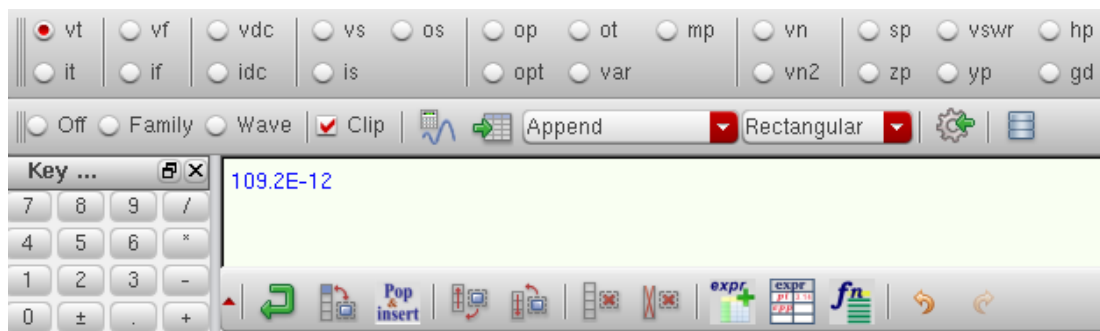 vt vf vdc vs os op ot mp vn sp vswr hp
it if idc is opt var vn2 zp yp gd
Off Family Wave Clip Append Rectangular
Key ...
109.2E-12
7 8 9 /
4 5 6 *
1 2 3 -
0 ± . +
Pop & insert
expr
expr
fn